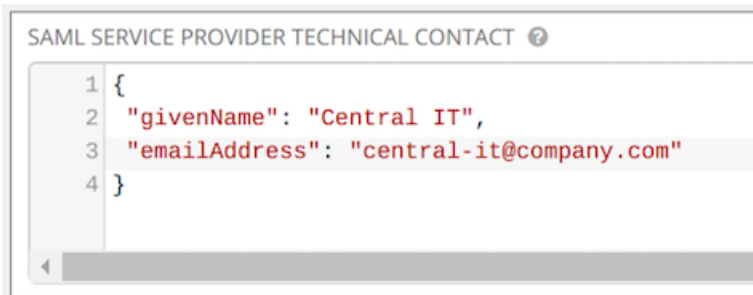 SAML SERVICE PROVIDER TECHNICAL CONTACT ?
1 {
2 "givenName": "Central IT",
3 "emailAddress": "central-it@company.com"
4 }